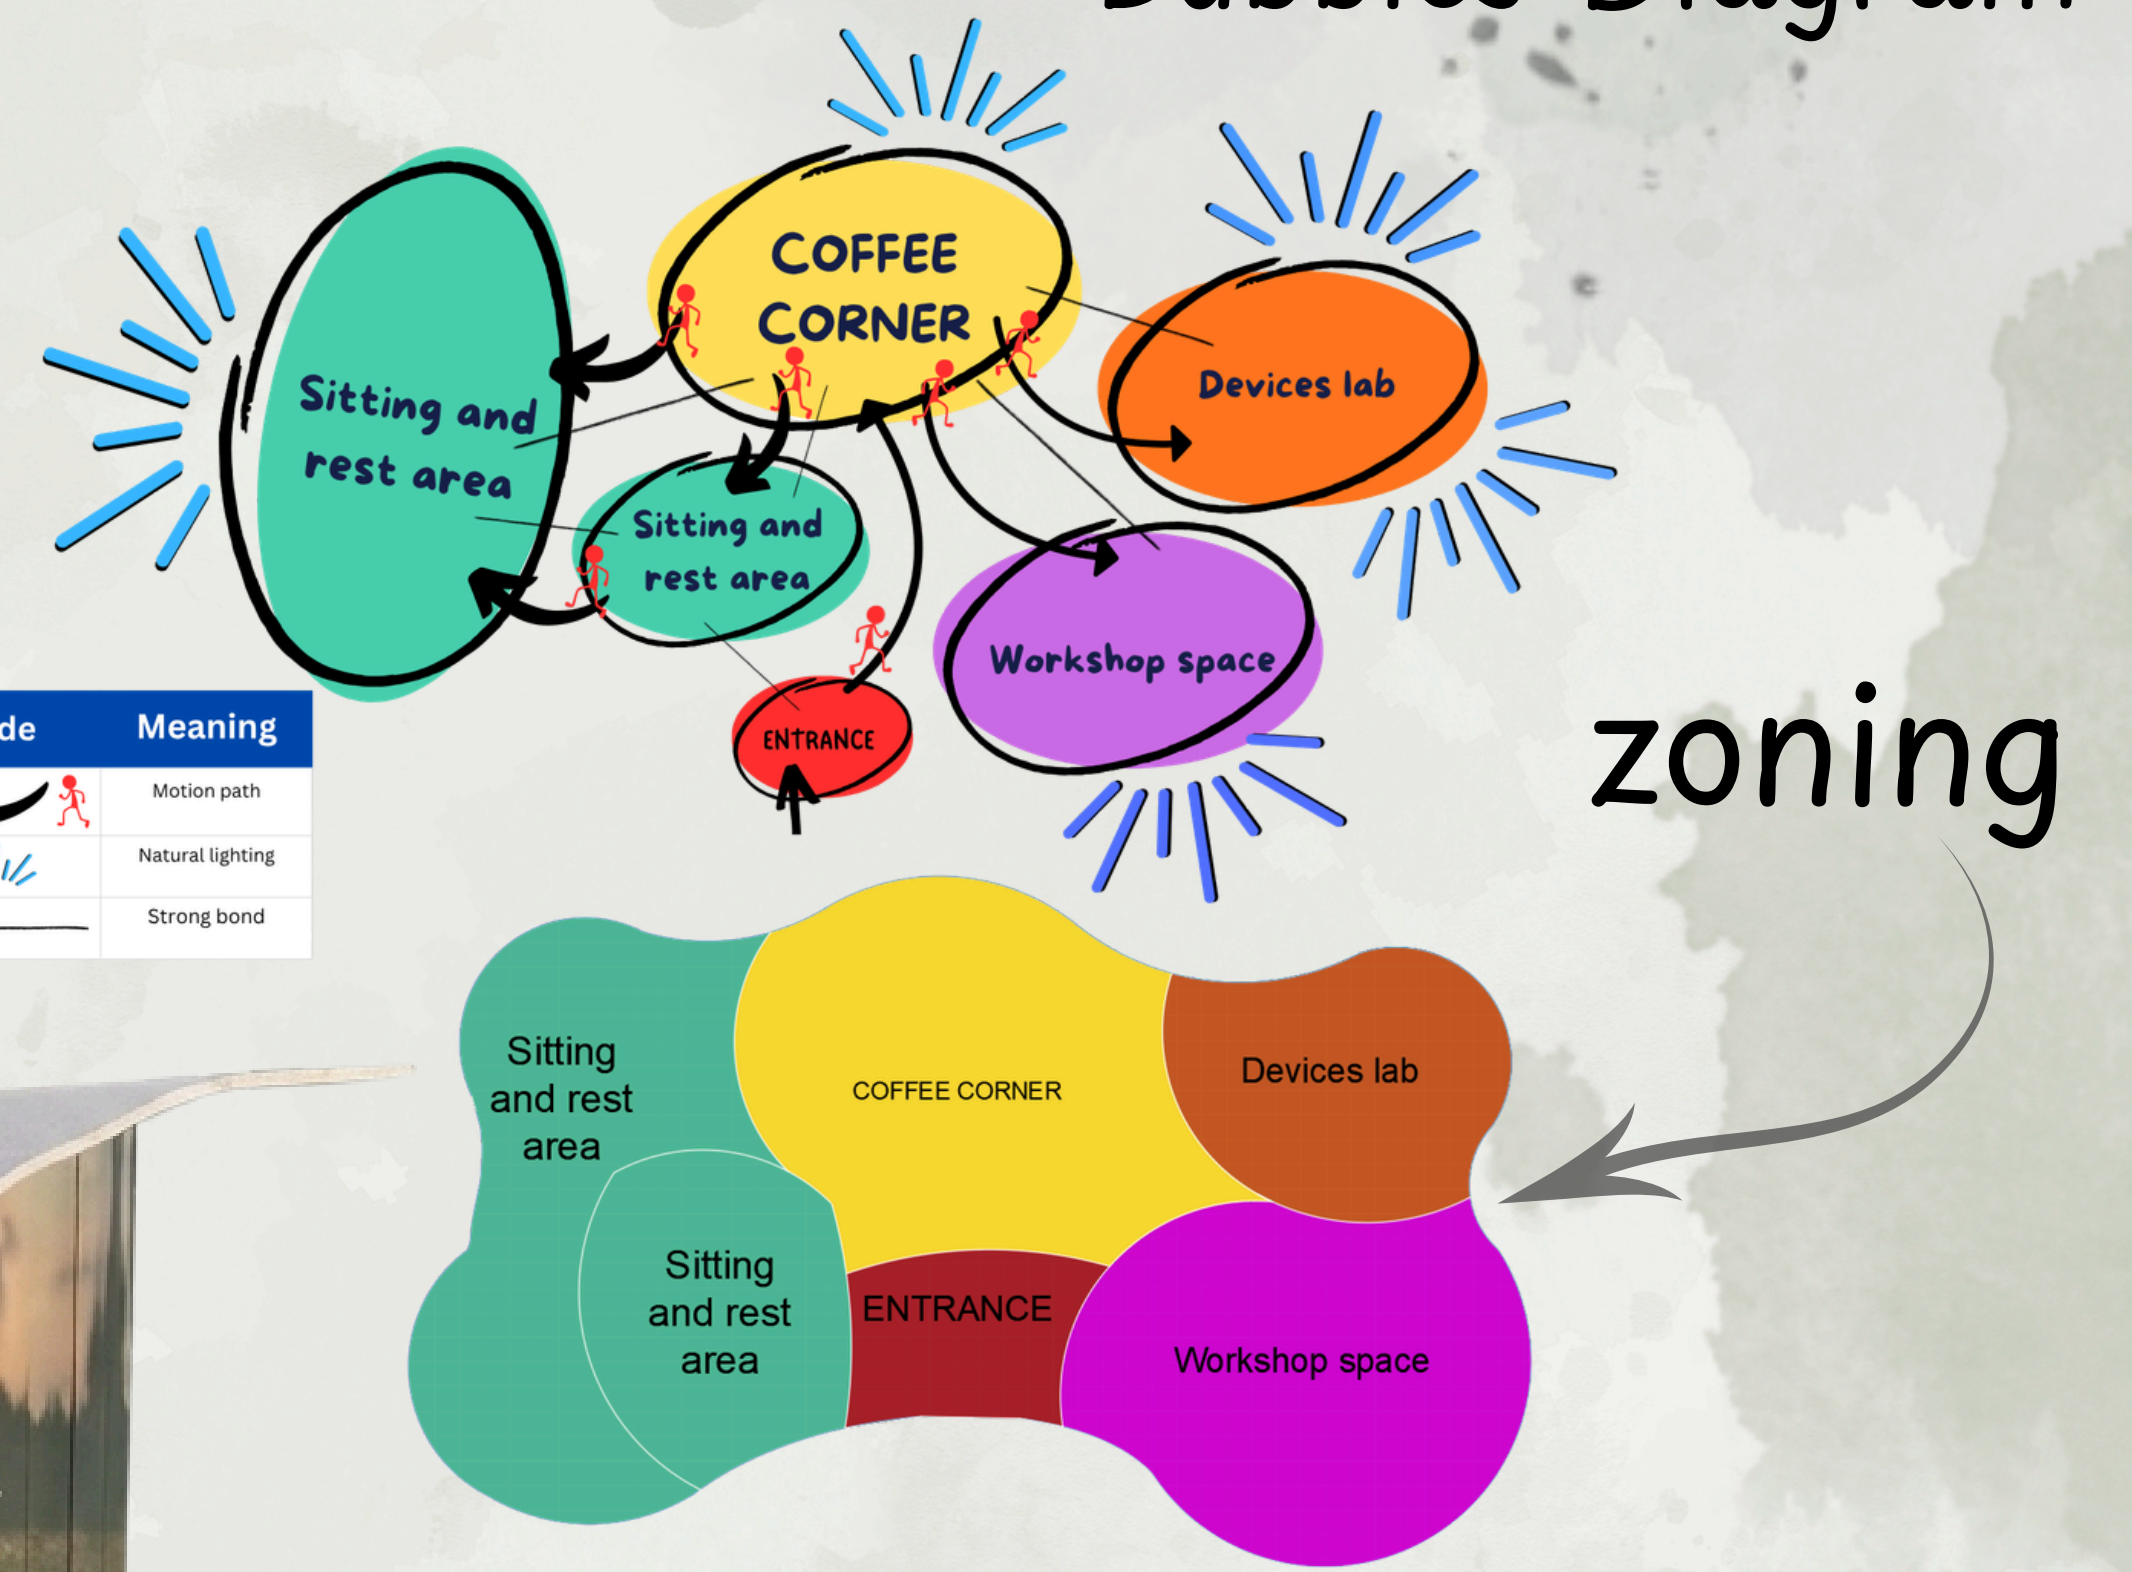 Bubbles Diagram
COFFEE
CORNER
Devices lab
Sitting and
rest area
Sitting and
rest area
Workshop space
ENTRANCE
de Meaning
Motion path
Natural lighting
Strong bond
zoning
Sitting
and rest
area
COFFEE CORNER
Devices lab
Sitting
and rest
area
ENTRANCE
Workshop space